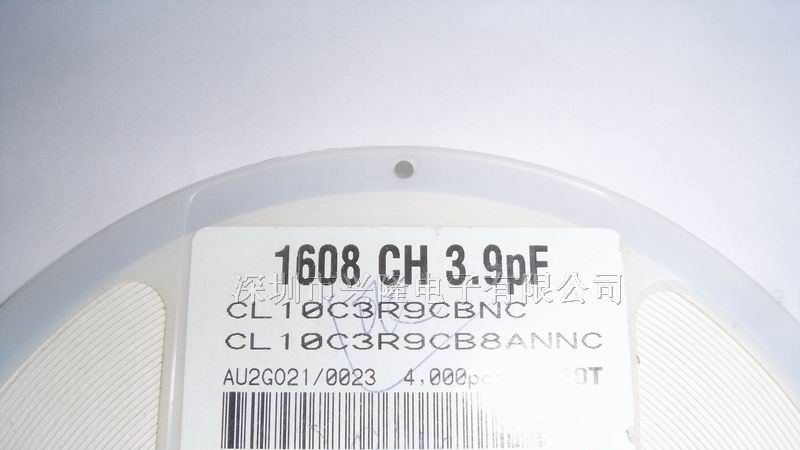 1608 CH 3.9pF
深圳市兴隆电子有限公司
CL10C3R9CBNC
CL10C3R9CB8ANNC
AU2G021/0023 4,000pcs